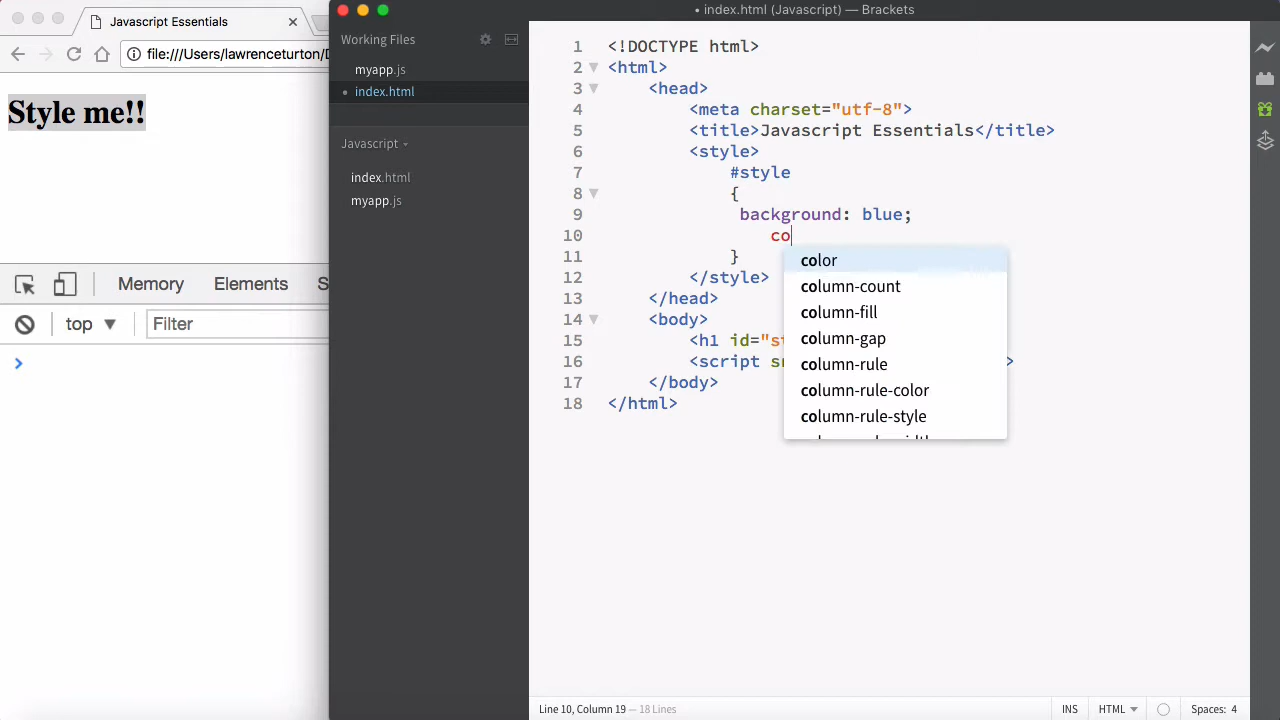 Javascript Essentials
file:///Users/lawrenceturton/D
Style me!!
Memory
Elements
S
top
Filter
• index.html (Javascript) — Brackets
Working Files
myapp.js
index.html
Javascript
index.html
myapp.js
1 <!DOCTYPE html>
2 <html>
3 <head>
4 <meta charset="utf-8">
5 <title>Javascript Essentials</title>
6 <style>
7 #style
8 {
9 background: blue;
10 co
11 }
12 </style>
13 </head>
14 <body>
15 <h1 id="s
16 <script s >
17 </body>
18 </html>
color
column-count
column-fill
column-gap
column-rule
column-rule-color
column-rule-style
Line 10, Column 19 — 18 Lines
INS
HTML
Spaces: 4